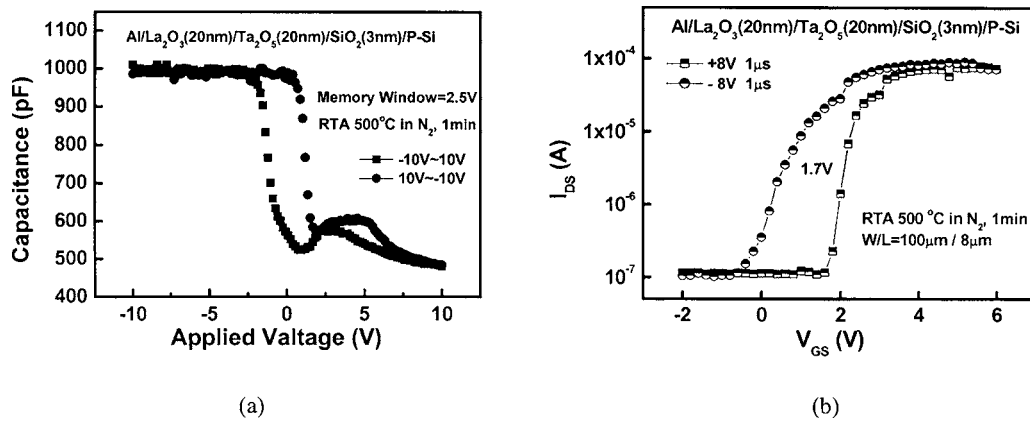 Al/La₂O₃(20nm)/Ta₂O₅(20nm)/SiO₂(3nm)/P-Si
1100
1000
900
800
700
600
500
400
Capacitance (pF)
Memory Window=2.5V
RTA 500°C in N₂, 1min
-10V~10V
10V~-10V
-10
-5
0
5
10
Applied Valtage (V)
(a)
Al/La₂O₃(20nm)/Ta₂O₅(20nm)/SiO₂(3nm)/P-Si
1x10⁻⁴
1x10⁻⁵
10⁻⁶
10⁻⁷
I_DS (A)
+8V 1μs
- 8V 1μs
1.7V
RTA 500 °C in N₂, 1min
W/L=100μm / 8μm
-2
0
2
4
6
V_GS (V)
(b)